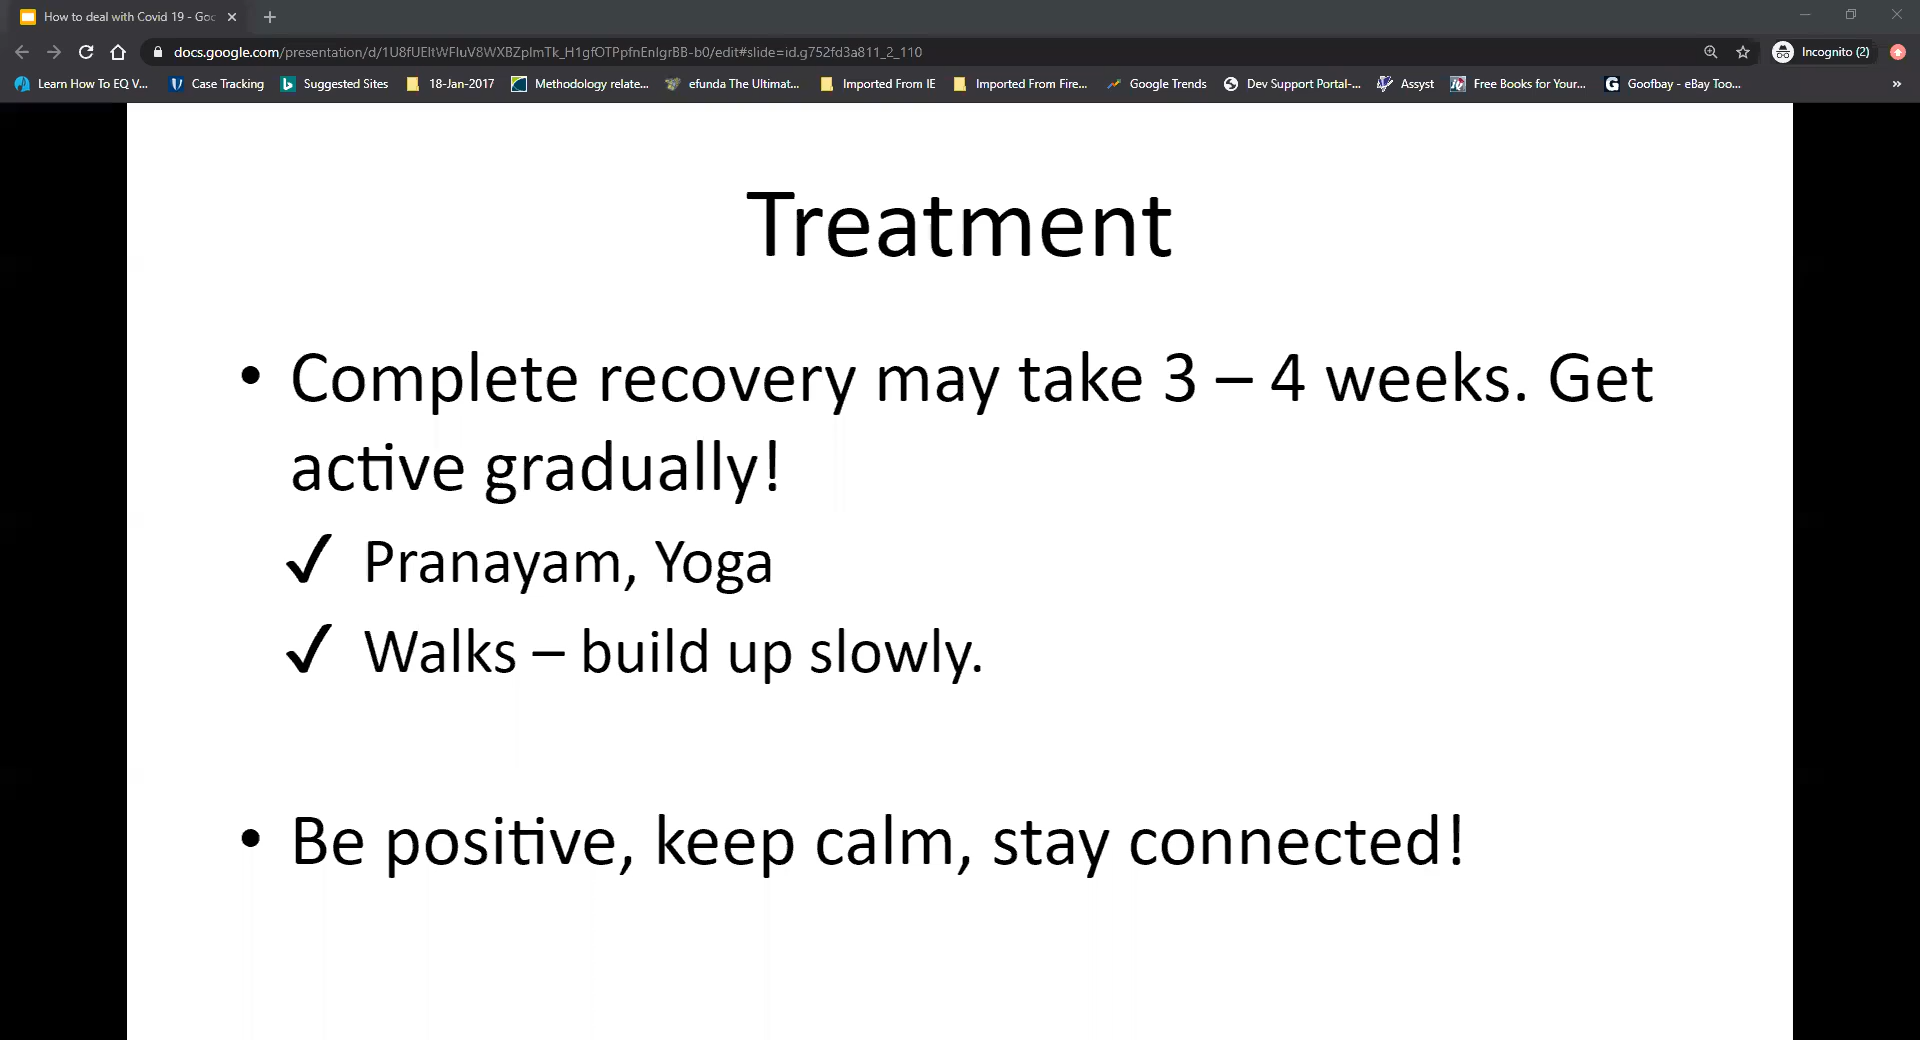 How to deal with Covid 19 - Goo
docs.google.com/presentation/d/1U8fUEltWFIuV8WXBZplmTk_H1gfOTPpfnEnIgrBB-b0/edit#slide=id.g752fd3a811_2_110
Incognito (2)
Learn How To EQ V... Case Tracking Suggested Sites 18-Jan-2017 Methodology relate... efunda The Ultimat... Imported From IE Imported From Fire... Google Trends Dev Support Portal-... Assyst Free Books for Your... Goofbay - eBay Too... »
Treatment
• Complete recovery may take 3 – 4 weeks. Get
active gradually!
✓ Pranayam, Yoga
✓ Walks – build up slowly.
• Be positive, keep calm, stay connected!